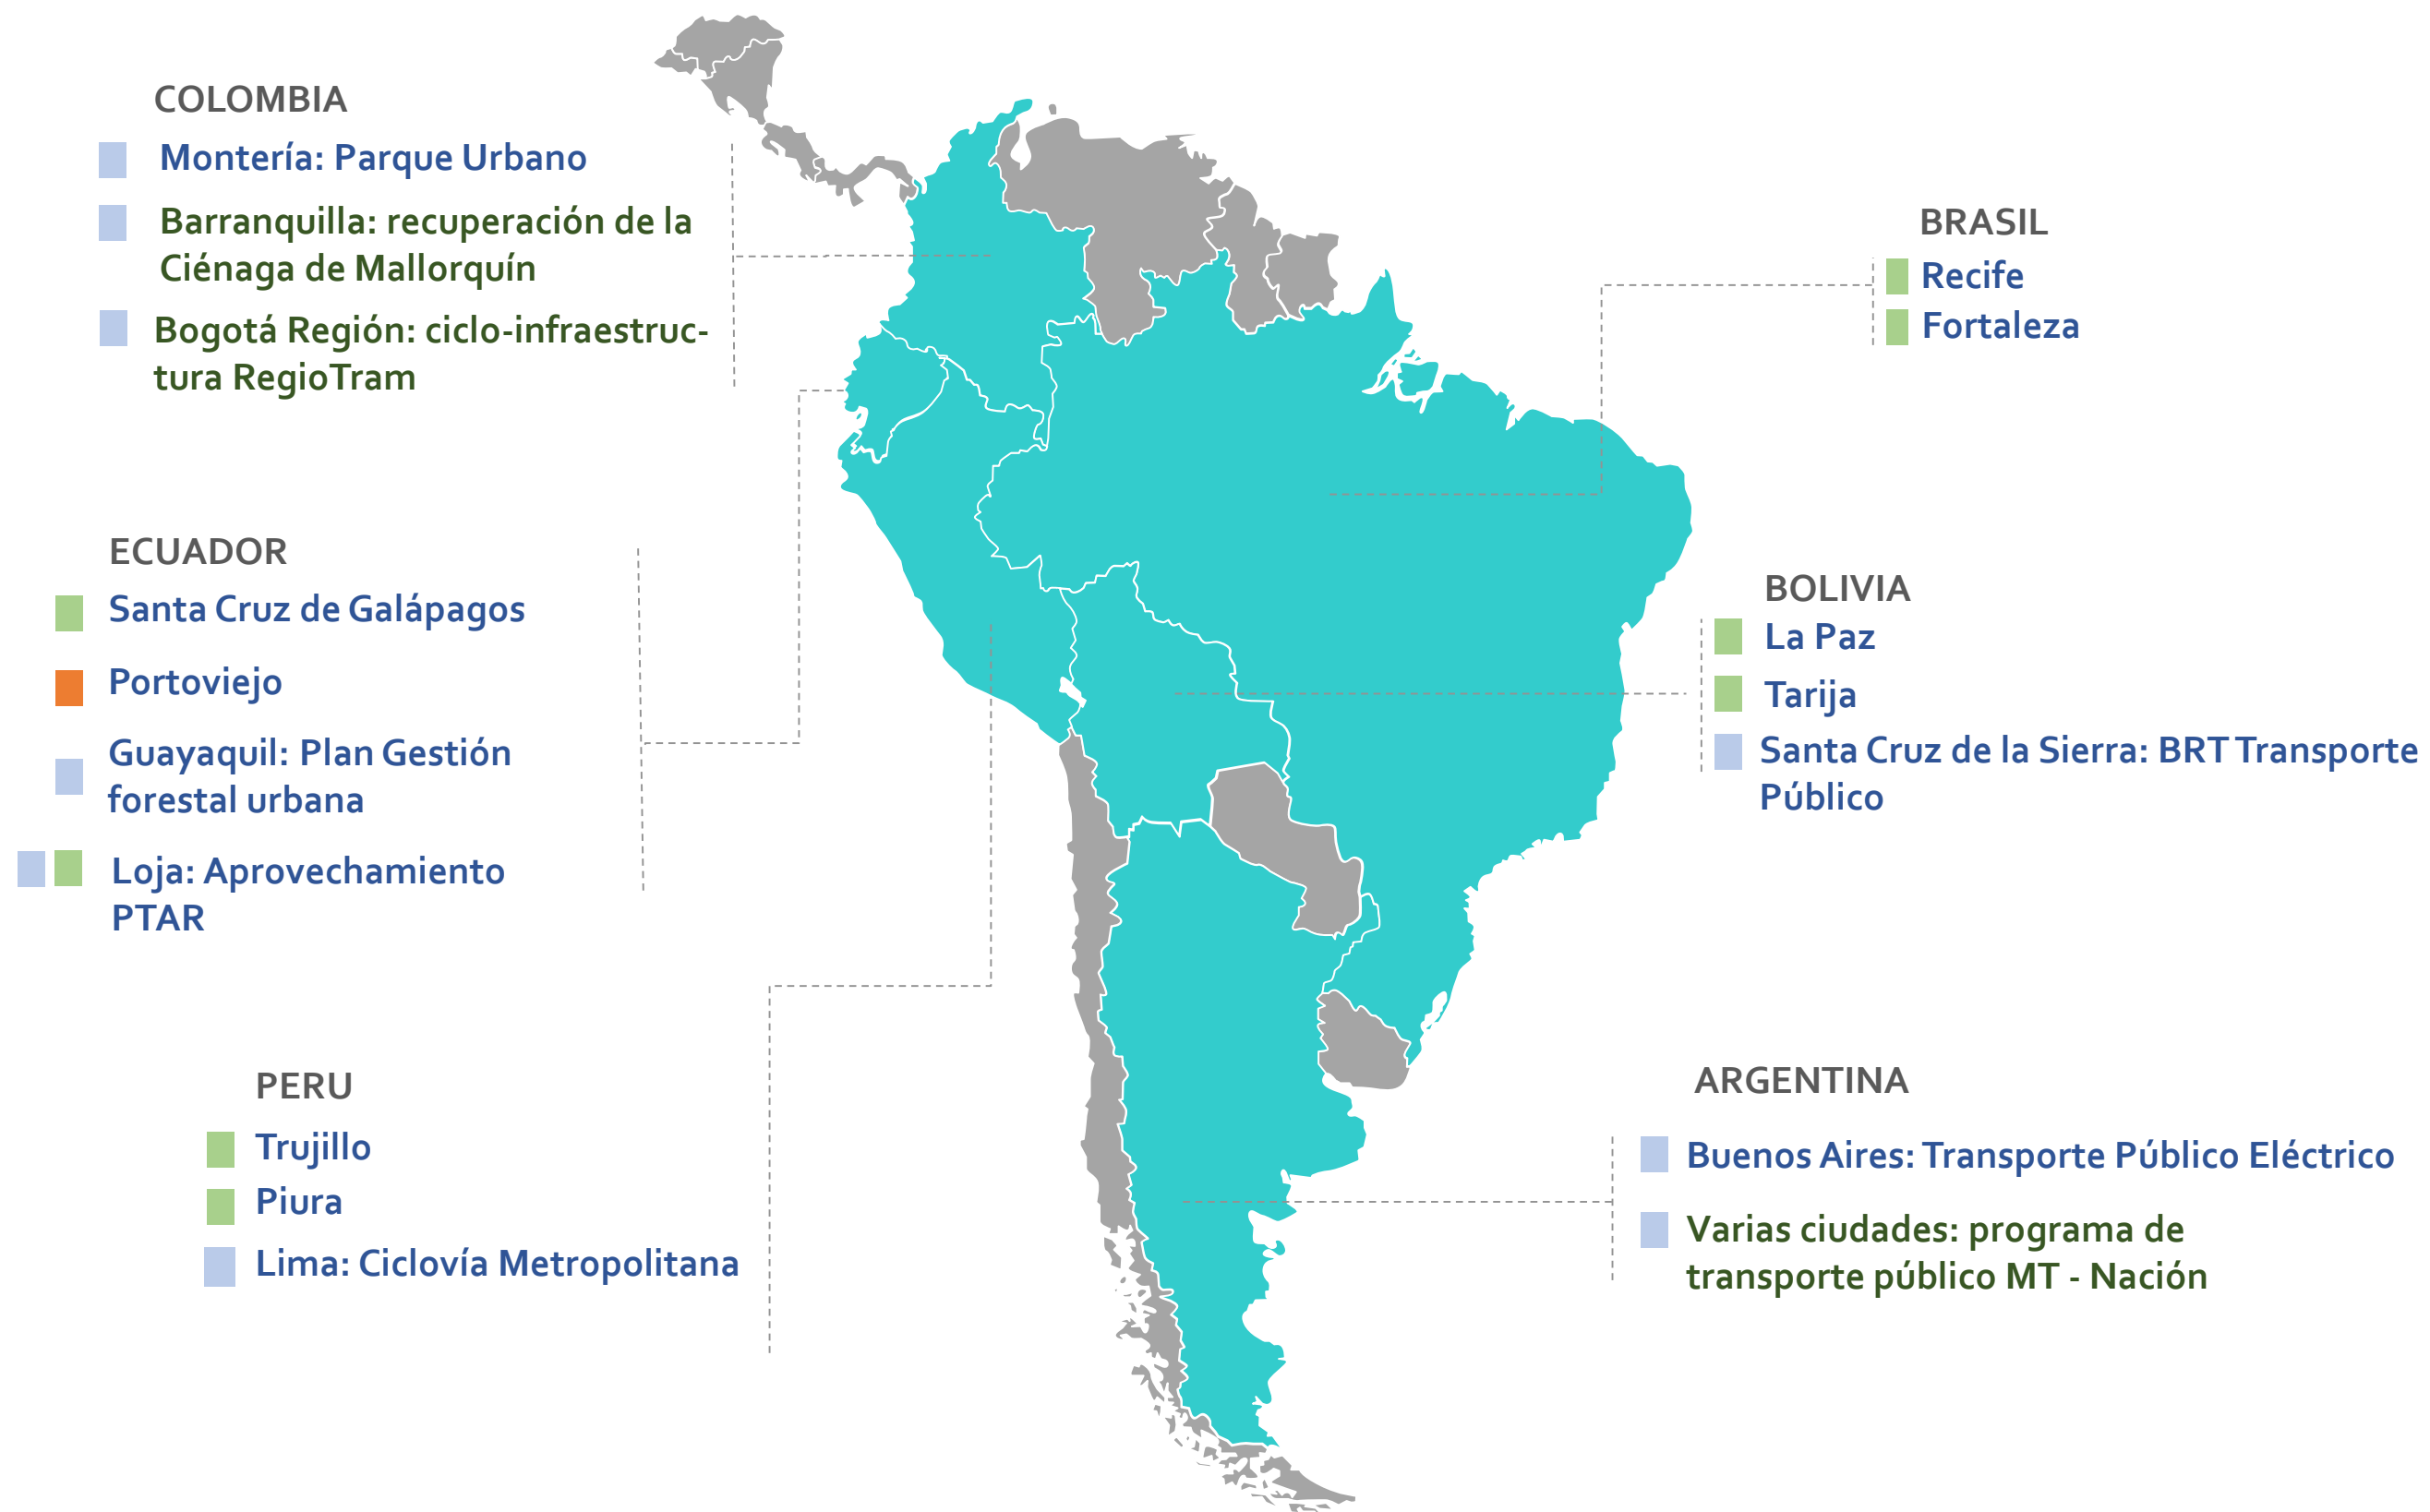 COLOMBIA
Montería: Parque Urbano
Barranquilla: recuperación de la
Ciénaga de Mallorquín
Bogotá Región: ciclo-infraestruc-
tura RegioTram
ECUADOR
Santa Cruz de Galápagos
Portoviejo
Guayaquil: Plan Gestión
forestal urbana
Loja: Aprovechamiento
PTAR
PERU
Trujillo
Piura
Lima: Ciclovía Metropolitana
BRASIL
Recife
Fortaleza
BOLIVIA
La Paz
Tarija
Santa Cruz de la Sierra: BRT Transporte
Público
ARGENTINA
Buenos Aires: Transporte Público Eléctrico
Varias ciudades: programa de
transporte público MT - Nación